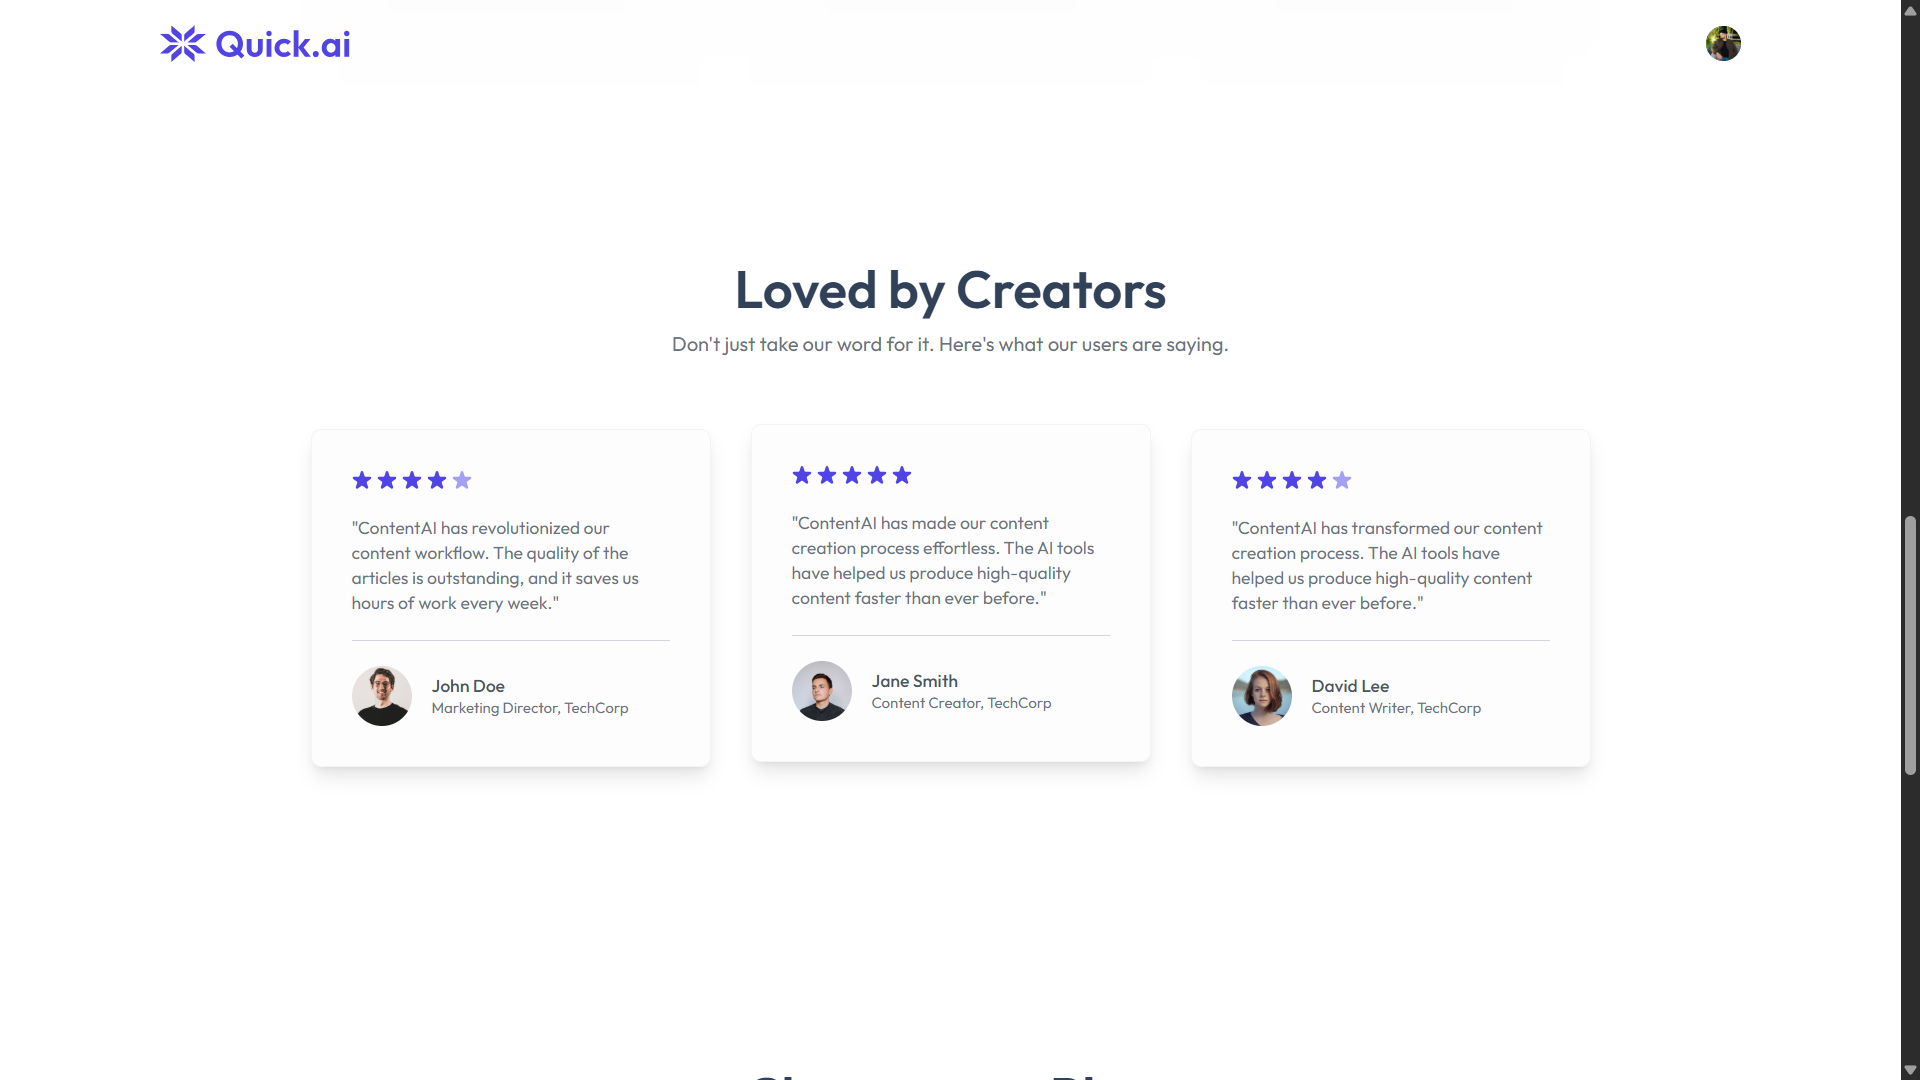 Quick.ai
Loved by Creators
Don't just take our word for it. Here's what our users are saying.
"ContentAI has revolutionized our
content workflow. The quality of the
articles is outstanding, and it saves us
hours of work every week."
John Doe
Marketing Director, TechCorp
"ContentAI has made our content
creation process effortless. The AI tools
have helped us produce high-quality
content faster than ever before."
Jane Smith
Content Creator, TechCorp
"ContentAI has transformed our content
creation process. The AI tools have
helped us produce high-quality content
faster than ever before."
David Lee
Content Writer, TechCorp